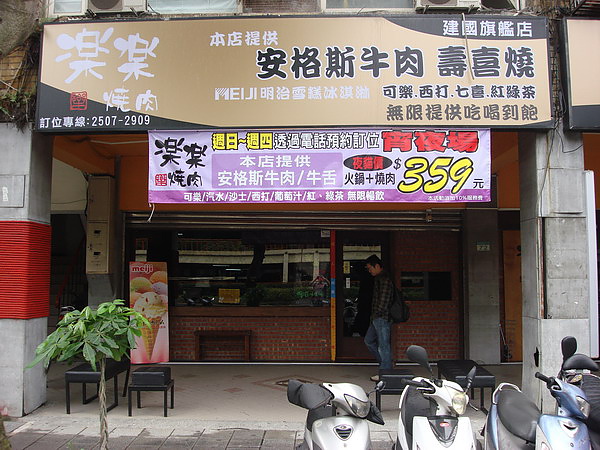 本店提供
建國旗艦店
樂樂
燒肉
安格斯牛肉 壽喜燒
MEIJI明治雪糕冰淇淋
可樂.西打.七喜.紅綠茶
無限提供吃喝到飽
訂位專線:2507-2909
樂樂
燒肉
週日–週四透過電話預約訂位
宵夜場
本店提供
安格斯牛肉/牛舌
夜貓價
火鍋+燒肉
$359元
可樂/汽水/沙士/西打/葡萄汁/紅、綠茶 無限暢飲
meiji
72